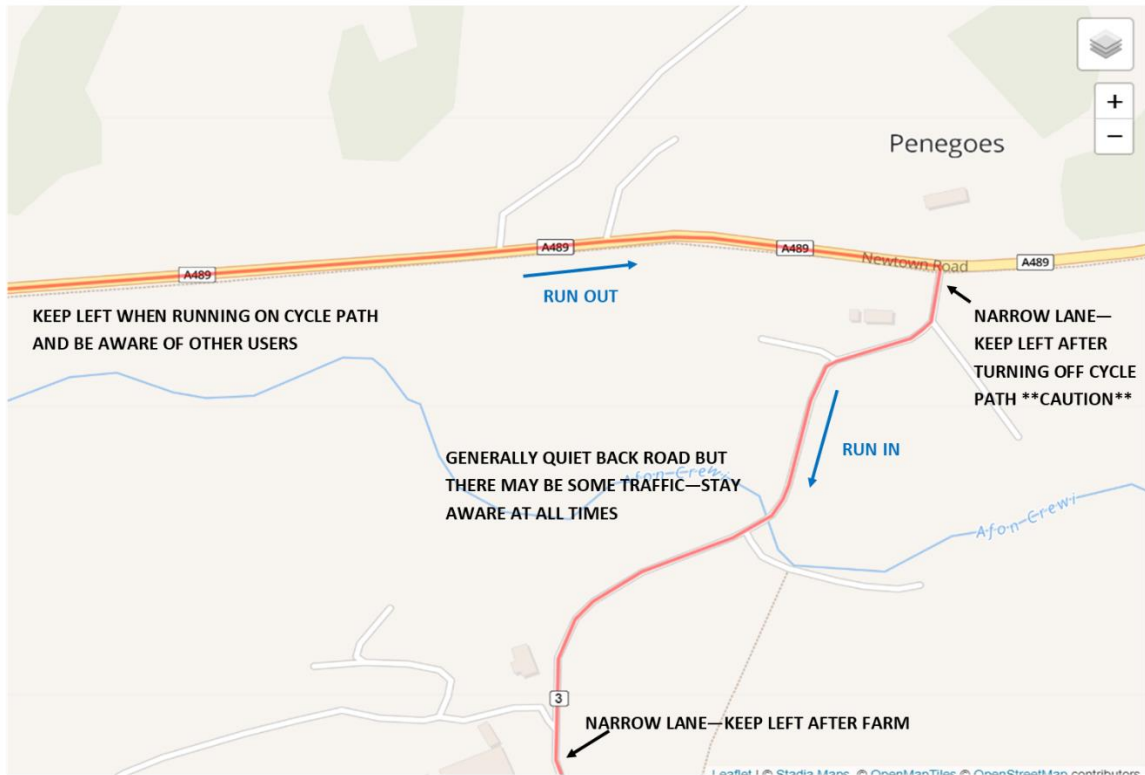 +
−
Penegoes
A489
A489
A489
A489
Newtown Road
RUN OUT
KEEP LEFT WHEN RUNNING ON CYCLE PATH
AND BE AWARE OF OTHER USERS
NARROW LANE—
KEEP LEFT AFTER
TURNING OFF CYCLE
PATH **CAUTION**
RUN IN
GENERALLY QUIET BACK ROAD BUT
THERE MAY BE SOME TRAFFIC—STAY
AWARE AT ALL TIMES
Afon Crewi
Afon Crewi
3
NARROW LANE—KEEP LEFT AFTER FARM
Leaflet | © Stadia Maps, © OpenMapTiles © OpenStreetMap contributors